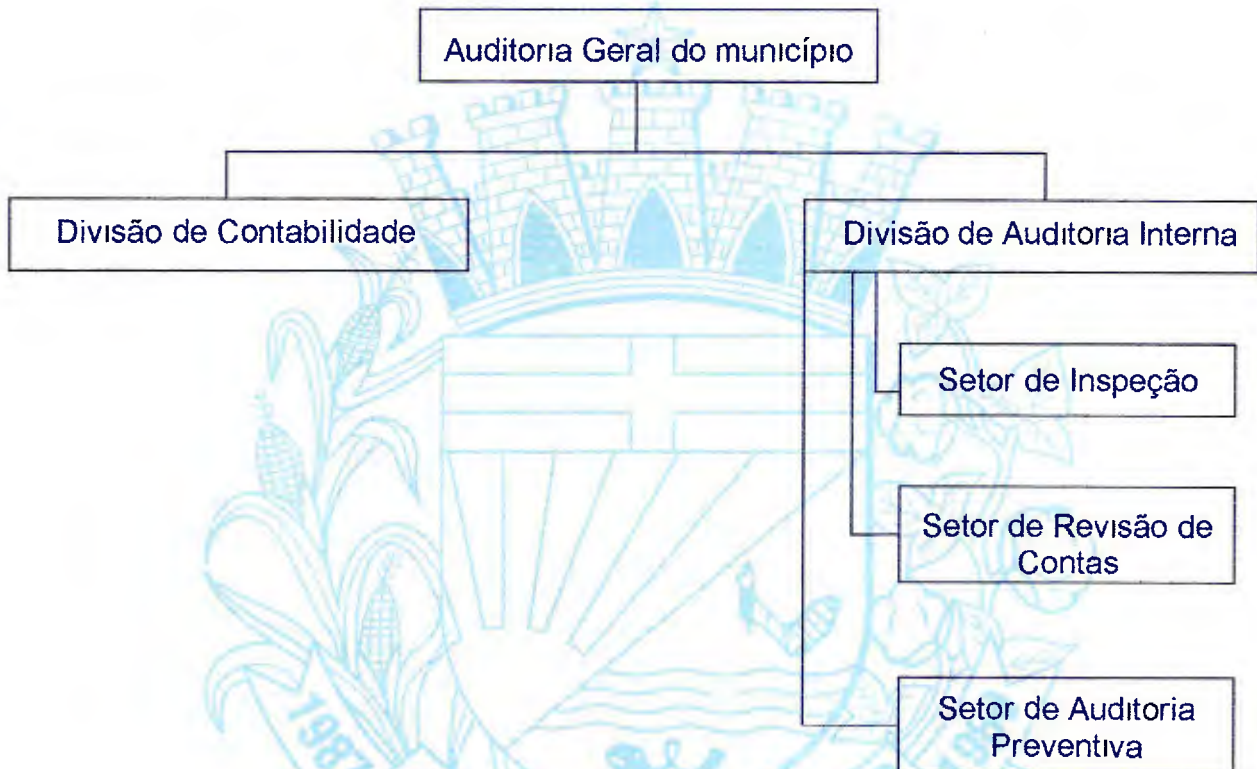 Auditoria Geral do município
Divisão de Contabilidade
Divisão de Auditoria Interna
Setor de Inspeção
Setor de Revisão de
Contas
Setor de Auditoria
Preventiva